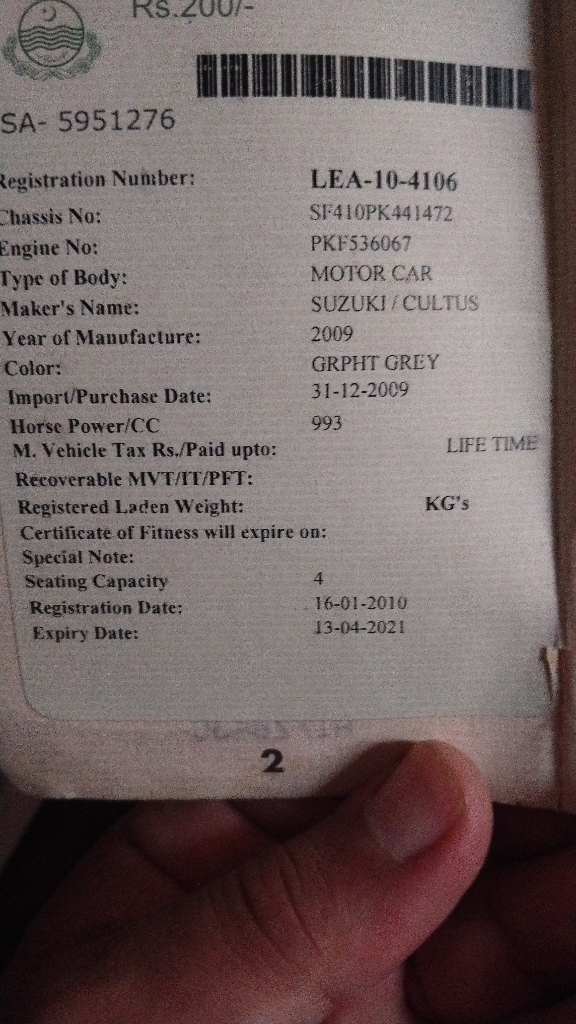 Rs.200/-
SA- 5951276
Registration Number: LEA-10-4106
Chassis No: SF410PK441472
Engine No: PKF536067
Type of Body: MOTOR CAR
Maker's Name: SUZUKI / CULTUS
Year of Manufacture: 2009
Color: GRPHT GREY
Import/Purchase Date: 31-12-2009
Horse Power/CC 993
M. Vehicle Tax Rs./Paid upto: LIFE TIME
Recoverable MVT/IT/PFT:
Registered Laden Weight: KG's
Certificate of Fitness will expire on:
Special Note:
Seating Capacity 4
Registration Date: 16-01-2010
Expiry Date: 13-04-2021
2